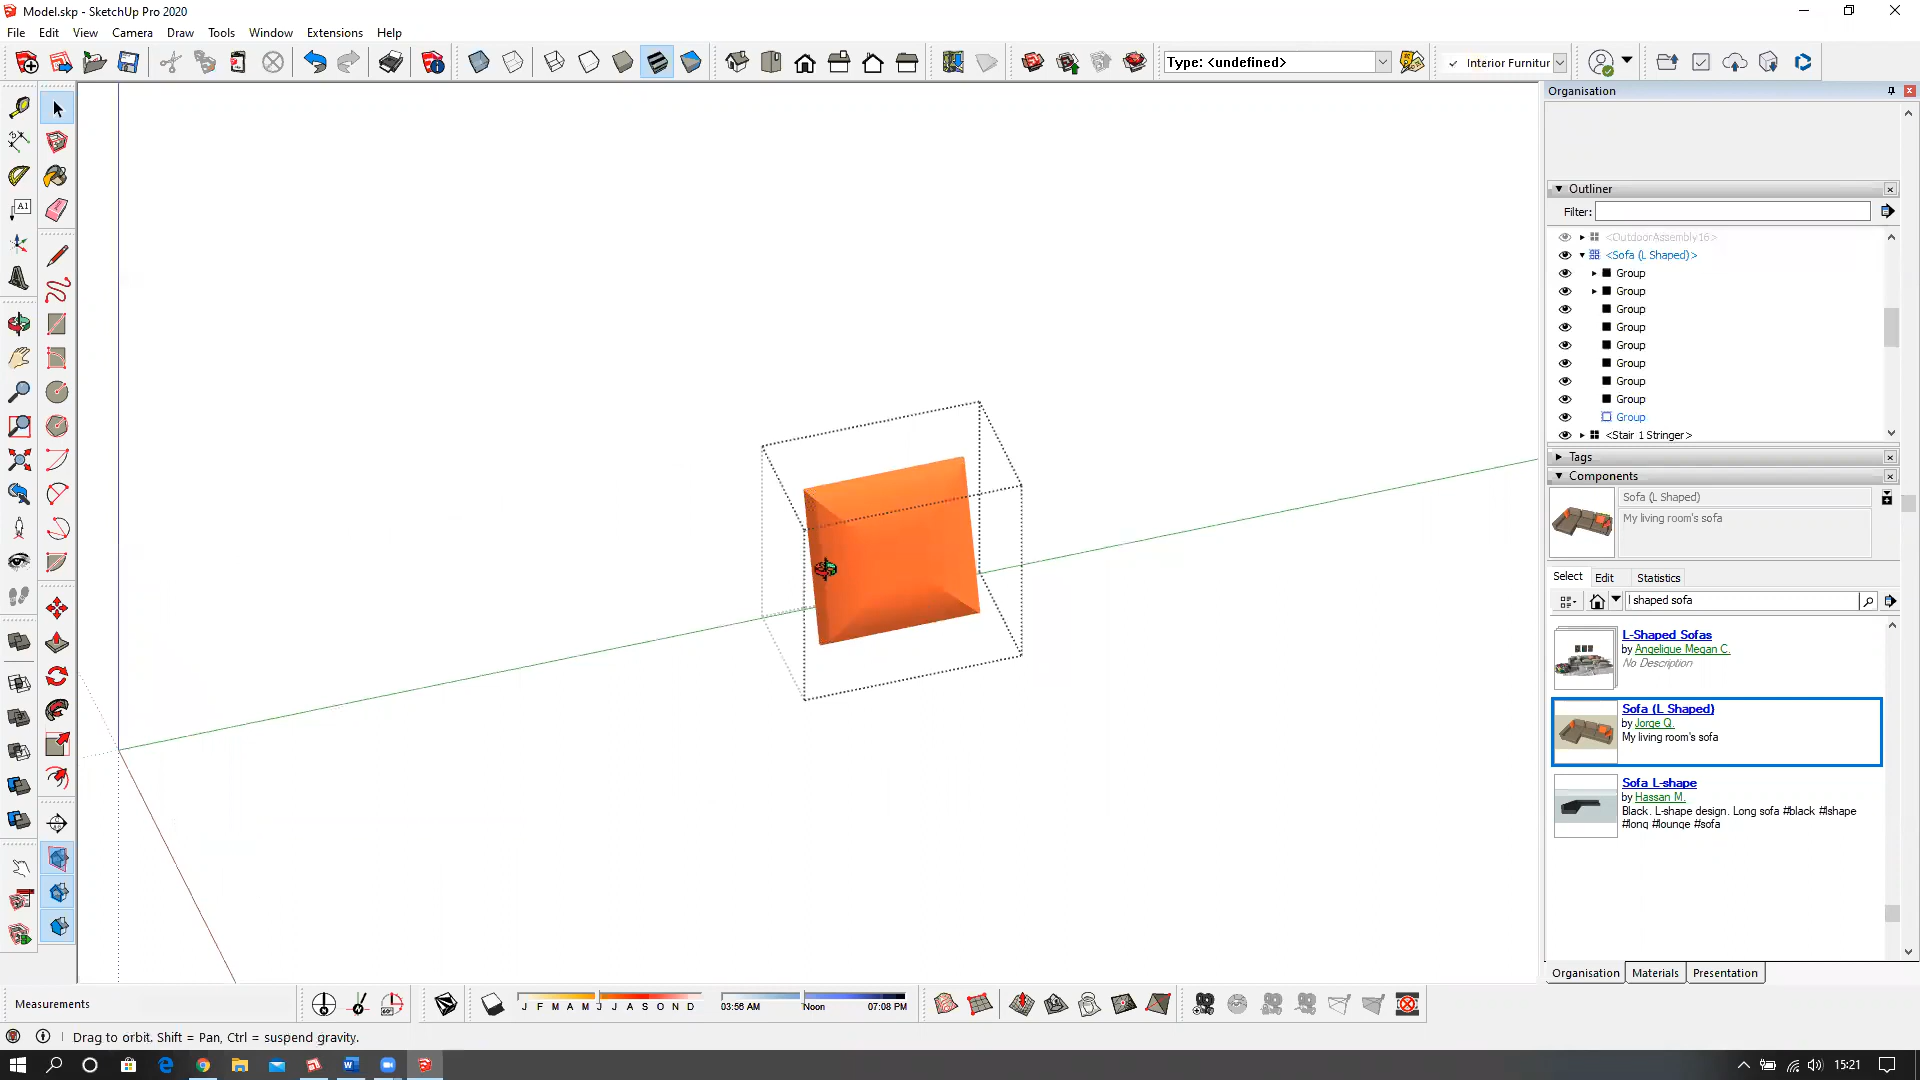 Model.skp - SketchUp Pro 2020
File Edit View Camera Draw Tools Window Extensions Help
Type: <undefined>
✓ Interior Furnitur
Organisation
A1
Outliner
Filter:
<OutdoorAssembly16>
<Sofa (L Shaped)>
Group
Group
Group
Group
Group
Group
Group
Group
Group
<Stair 1 Stringer>
Tags
Components
Sofa (L Shaped)
My living room's sofa
Select Edit Statistics
l shaped sofa
L-Shaped Sofas
by Angelique Megan C.
No Description
Sofa (L Shaped)
by Jorge Q.
My living room's sofa
Sofa L-shape
by Hassan M.
Black. L-shape design. Long sofa #black #lshape
#long #lounge #sofa
Organisation Materials Presentation
Measurements
J F M A M J J A S O N D
03:56 AM Noon 07:08 PM
Drag to orbit. Shift = Pan, Ctrl = suspend gravity.
15:21